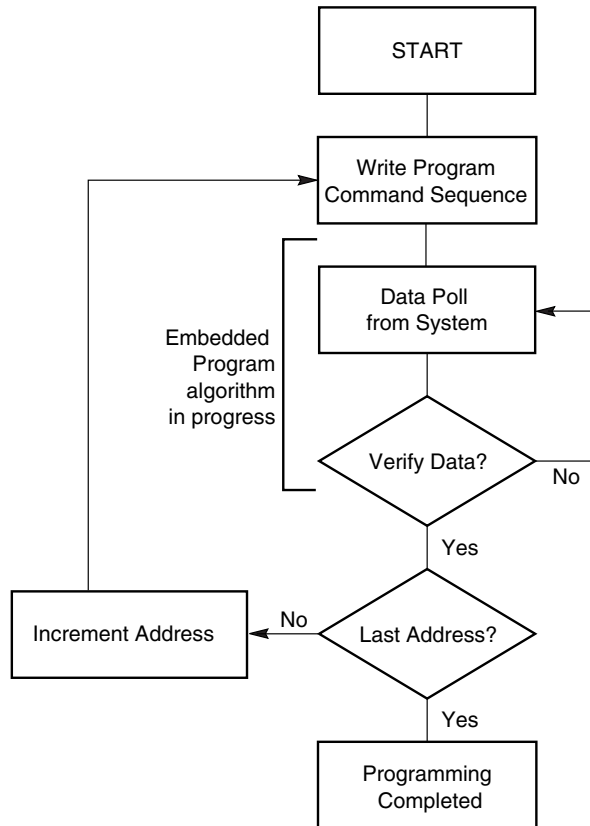 START
Write Program
Command Sequence
Data Poll
from System
Embedded
Program
algorithm
in progress
Verify Data?
No
Yes
Last Address?
No
Increment Address
Yes
Programming
Completed